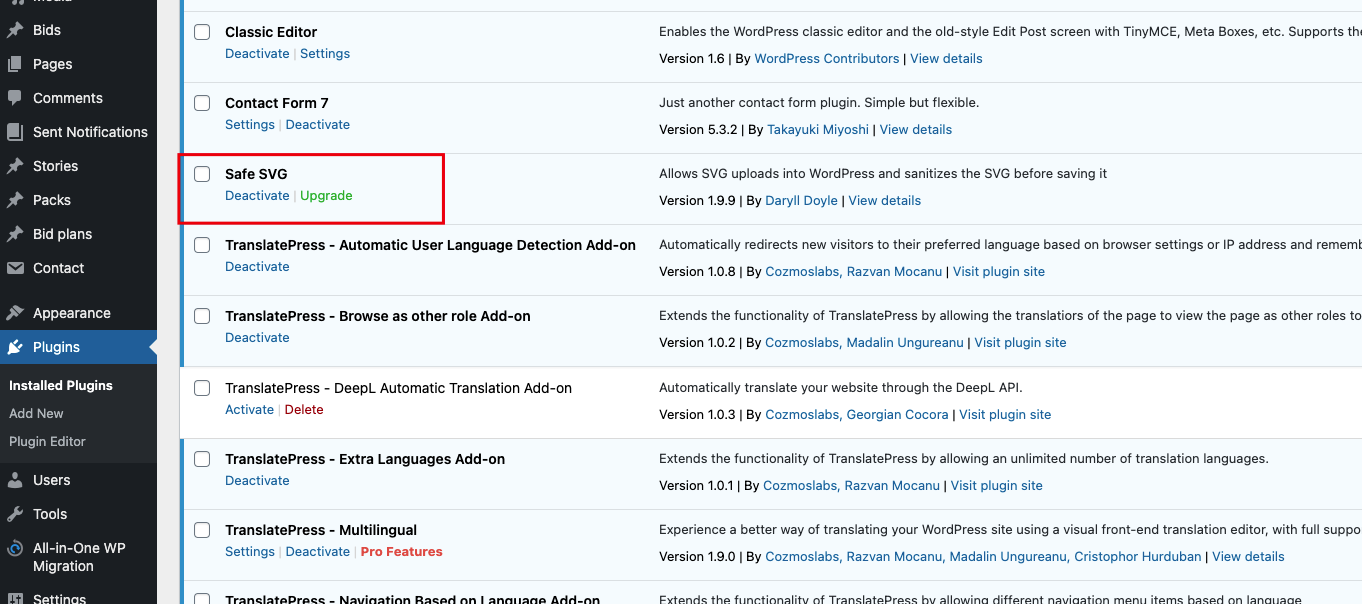 Media
Bids
Pages
Comments
Sent Notifications
Stories
Packs
Bid plans
Contact
Appearance
Plugins
Installed Plugins
Add New
Plugin Editor
Users
Tools
All-in-One WP
Migration
Settings
Classic Editor
Deactivate | Settings
Enables the WordPress classic editor and the old-style Edit Post screen with TinyMCE, Meta Boxes, etc. Supports the
Version 1.6 | By WordPress Contributors | View details
Contact Form 7
Settings | Deactivate
Just another contact form plugin. Simple but flexible.
Version 5.3.2 | By Takayuki Miyoshi | View details
Safe SVG
Deactivate | Upgrade
Allows SVG uploads into WordPress and sanitizes the SVG before saving it
Version 1.9.9 | By Daryll Doyle | View details
TranslatePress - Automatic User Language Detection Add-on
Deactivate
Automatically redirects new visitors to their preferred language based on browser settings or IP address and rememb
Version 1.0.8 | By Cozmoslabs, Razvan Mocanu | Visit plugin site
TranslatePress - Browse as other role Add-on
Deactivate
Extends the functionality of TranslatePress by allowing the translatiors of the page to view the page as other roles to
Version 1.0.2 | By Cozmoslabs, Madalin Ungureanu | Visit plugin site
TranslatePress - DeepL Automatic Translation Add-on
Activate | Delete
Automatically translate your website through the DeepL API.
Version 1.0.3 | By Cozmoslabs, Georgian Cocora | Visit plugin site
TranslatePress - Extra Languages Add-on
Deactivate
Extends the functionality of TranslatePress by allowing an unlimited number of translation languages.
Version 1.0.1 | By Cozmoslabs, Razvan Mocanu | Visit plugin site
TranslatePress - Multilingual
Settings | Deactivate | Pro Features
Experience a better way of translating your WordPress site using a visual front-end translation editor, with full suppo
Version 1.9.0 | By Cozmoslabs, Razvan Mocanu, Madalin Ungureanu, Cristophor Hurduban | View details
TranslatePress - Navigation Based on Language Add-on
Extends the functionality of TranslatePress by allowing different navigation menu items based on language